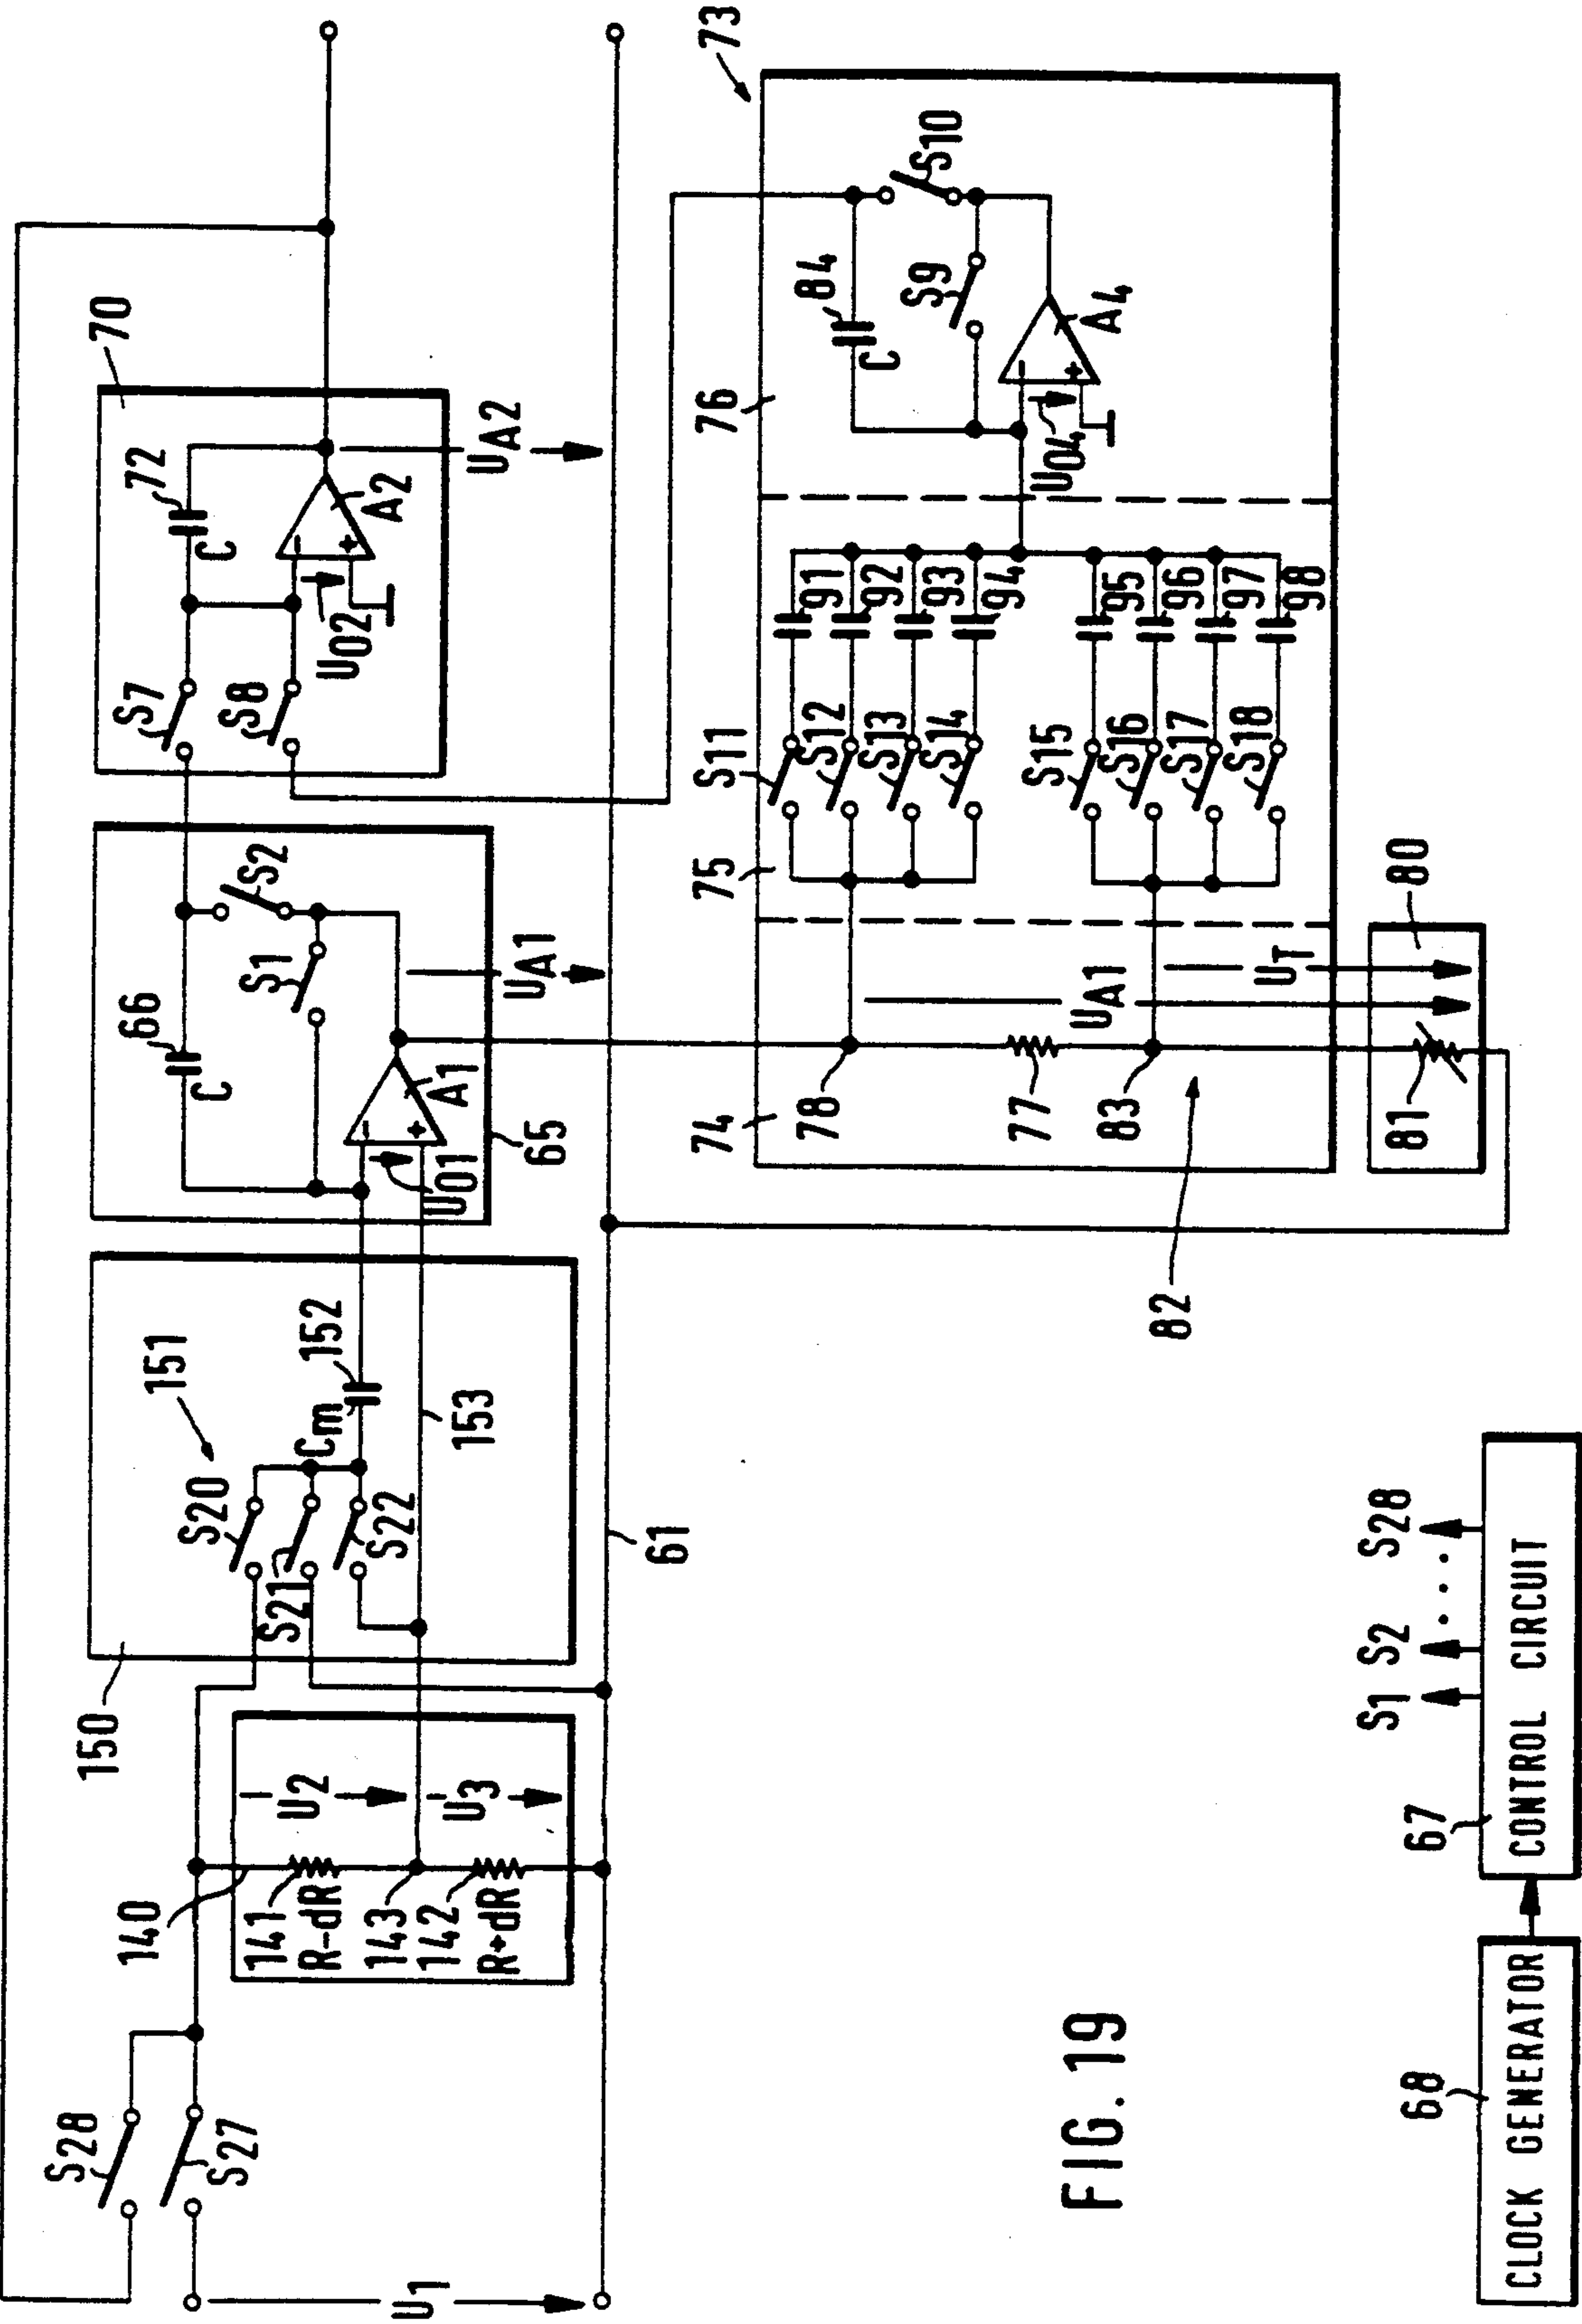 S28
S27
U1
140
141
R-dR
143
142
R+dR
U2
U3
150
S20
S21
S22
151
Cm
152
153
61
66
C
S1
S2
A1
U01
65
UA1
S7
S8
72
C
70
A2
U02
UA2
73
74
78
77
83
82
UA1
UT
80
81
75
S11
S12
S13
S14
S15
S16
S17
S18
91
92
93
94
95
96
97
98
76
84
C
S9
S10
A4
U04
FIG. 19
68
CLOCK GENERATOR
67
CONTROL CIRCUIT
S1 S2 ... S28